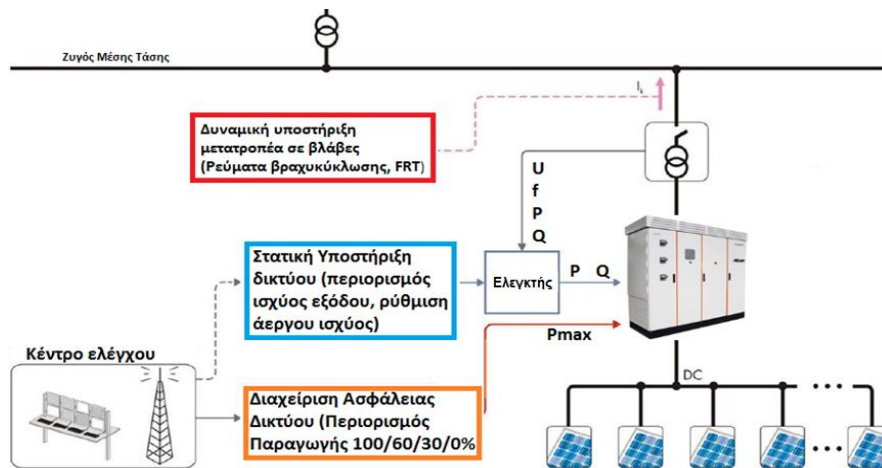 Ζυγός Μέσης Τάσης
Ik
Δυναμική υποστήριξη
μετατροπέα σε βλάβες
(Ρεύματα βραχυκύκλωσης, FRT)
U
f
P
Q
Στατική Υποστήριξη
δικτύου (περιορισμός
ισχύος εξόδου, ρύθμιση
άεργου ισχύος)
Ελεγκτής
P Q
Pmax
Κέντρο ελέγχου
Διαχείριση Ασφάλειας
Δικτύου (Περιορισμός
Παραγωγής 100/60/30/0%
DC